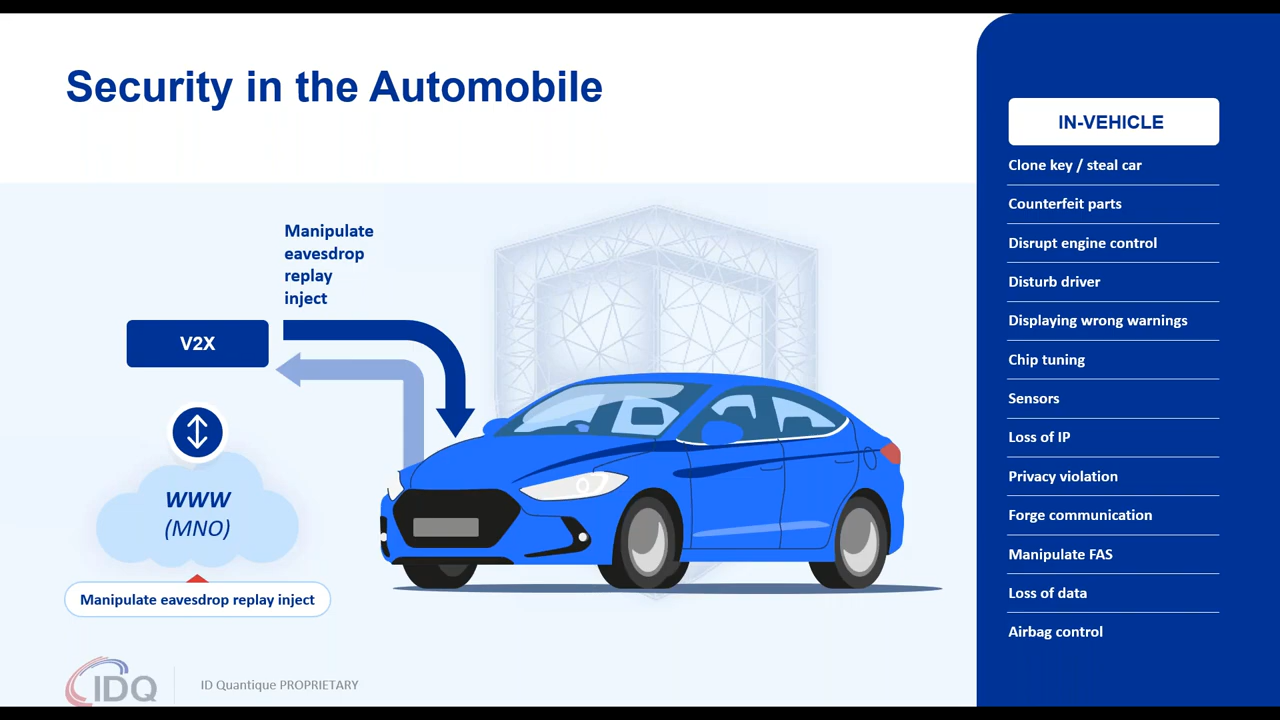 Security in the Automobile
Manipulate
eavesdrop
replay
inject
V2X
WWW
(MNO)
Manipulate eavesdrop replay inject
IDQ
ID Quantique PROPRIETARY
IN-VEHICLE
Clone key / steal car
Counterfeit parts
Disrupt engine control
Disturb driver
Displaying wrong warnings
Chip tuning
Sensors
Loss of IP
Privacy violation
Forge communication
Manipulate FAS
Loss of data
Airbag control